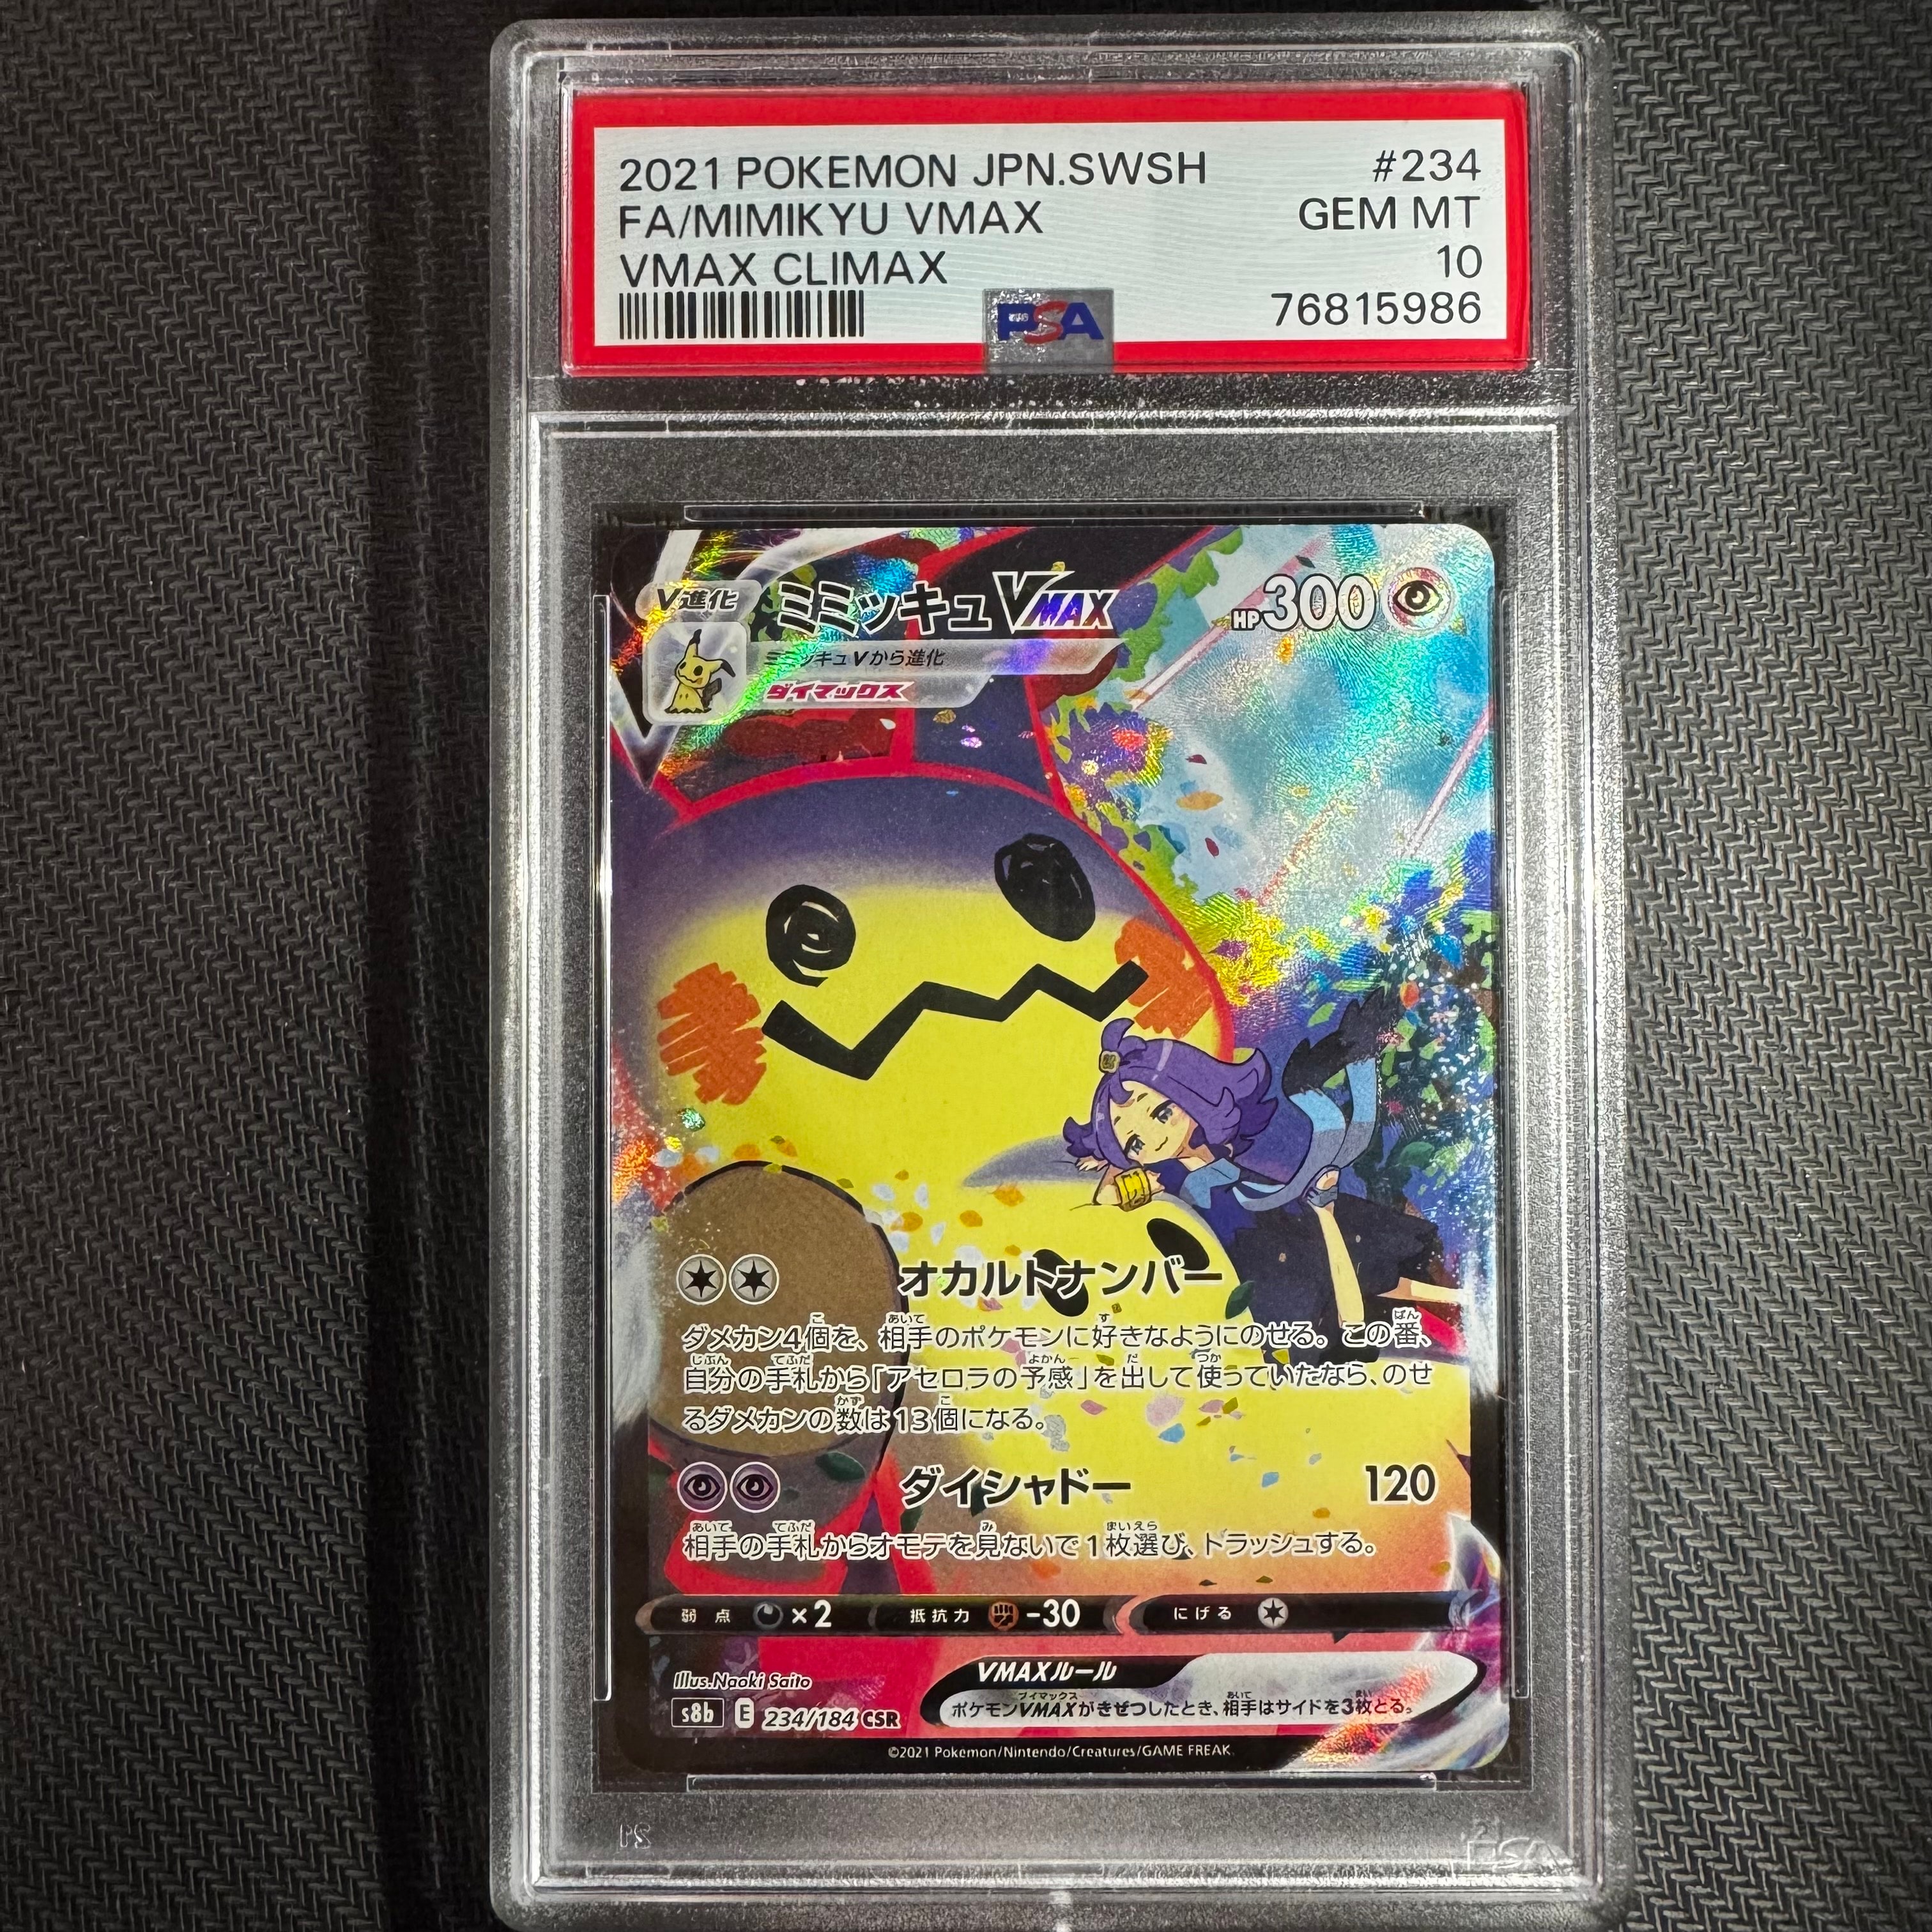 2021 POKEMON JPN.SWSH #234
FA/MIMIKYU VMAX GEM MT
VMAX CLIMAX 10
PSA 76815986
V進化 ミミッキュVMAX HP300
ミミッキュVから進化
ダイマックス
オカルトナンバー
ダメカン4個を、相手のポケモンに好きなようにのせる。この番、
自分の手札から「アセロラの予感」を出して使っていたなら、のせ
るダメカンの数は13個になる。
ダイシャドー 120
相手の手札からオモテを見ないで1枚選び、トラッシュする。
弱点 ×2 抵抗力 -30 にげる
Illus.Naoki Saito
VMAXルール
s8b E 234/184 CSR
ポケモンVMAXがきぜつしたとき、相手はサイドを3枚とる。
©2021 Pokémon/Nintendo/Creatures/GAME FREAK.
PSA